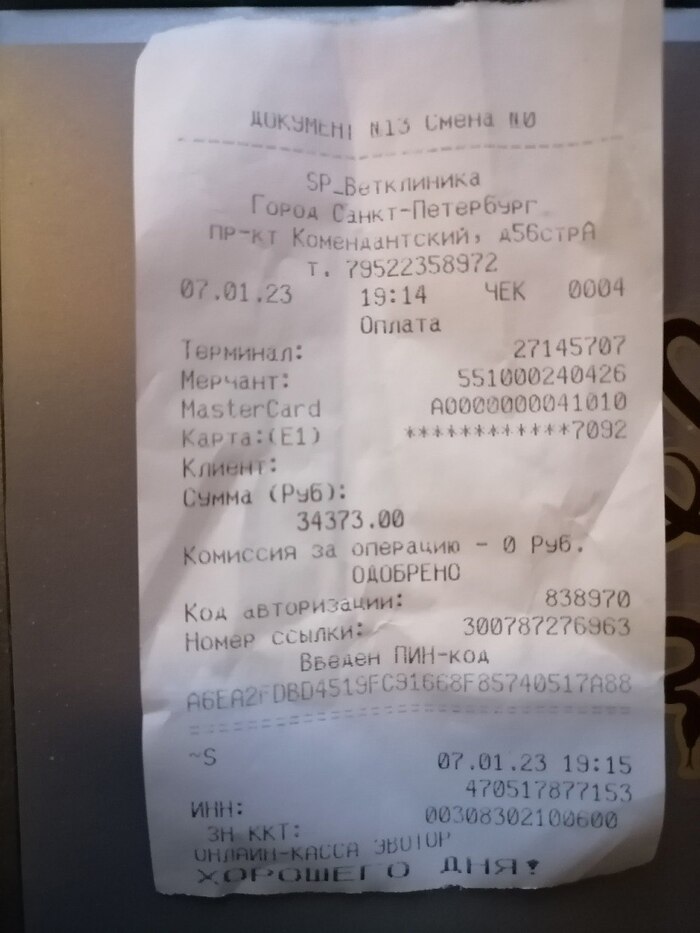 ДОКУМЕНТ №13 Смена №0
SP_Ветклиника
Город Санкт-Петербург
пр-кт Комендантский, д56стрА
т. 79522358972
07.01.23 19:14 ЧЕК 0004
Оплата
Терминал: 27145707
Мерчант: 551000240426
MasterCard A0000000041010
Карта:(E1) ************7092
Клиент:
Сумма (Руб):
34373.00
Комиссия за операцию - 0 Руб.
ОДОБРЕНО
Код авторизации: 838970
Номер ссылки: 300787276963
Введен ПИН-код
A6EA2FDBD4519FC91668F85740517A88
~S 07.01.23 19:15
ИНН: 470517877153
ЗН ККТ: 00308302100600
ОНЛАЙН-КАССА ЭВОТОР
ХОРОШЕГО ДНЯ!